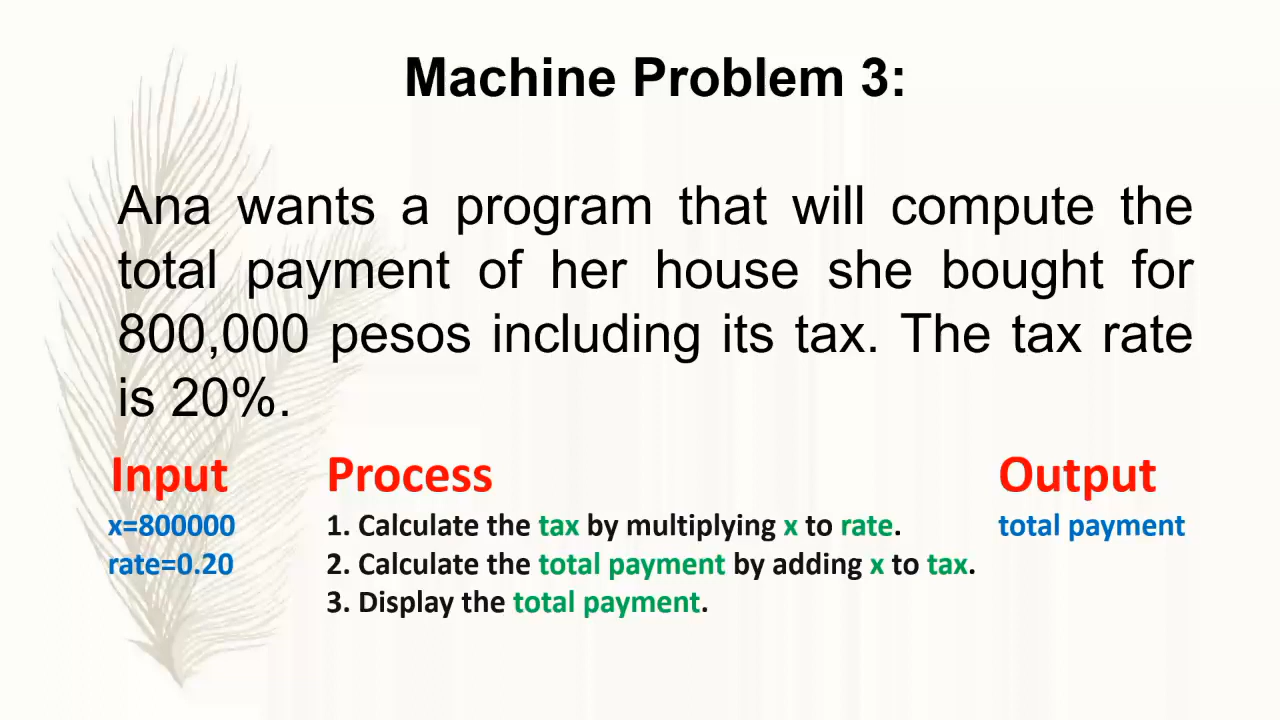 Machine Problem 3:
Ana wants a program that will compute the
total payment of her house she bought for
800,000 pesos including its tax. The tax rate
is 20%.
Input
x=800000
rate=0.20
Process
1. Calculate the tax by multiplying x to rate.
2. Calculate the total payment by adding x to tax.
3. Display the total payment.
Output
total payment